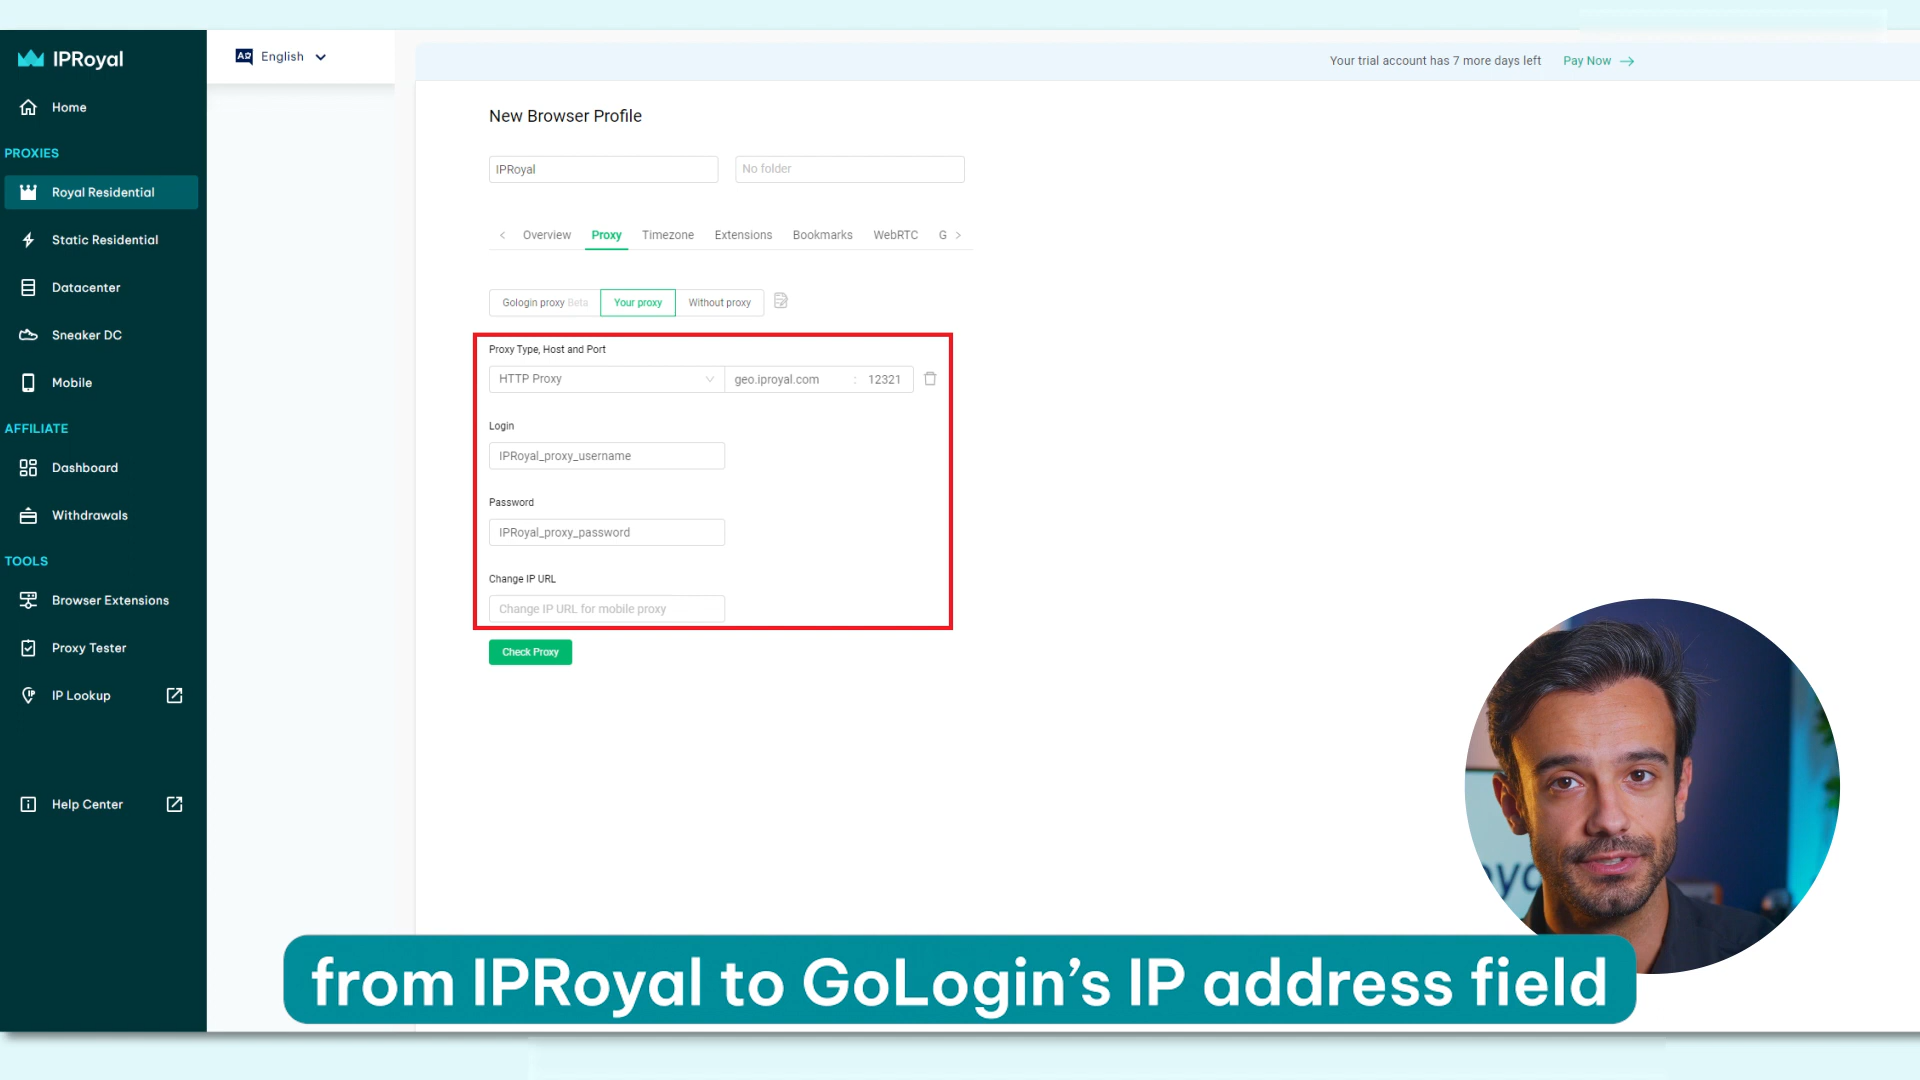 IPRoyal
Home
PROXIES
Royal Residential
Static Residential
Datacenter
Sneaker DC
Mobile
AFFILIATE
Dashboard
Withdrawals
TOOLS
Browser Extensions
Proxy Tester
IP Lookup
Help Center
English
Your trial account has 7 more days left Pay Now
New Browser Profile
IPRoyal No folder
Overview Proxy Timezone Extensions Bookmarks WebRTC G
Gologin proxy Beta Your proxy Without proxy
Proxy Type, Host and Port
HTTP Proxy geo.iproyal.com : 12321
Login
IPRoyal_proxy_username
Password
IPRoyal_proxy_password
Change IP URL
Change IP URL for mobile proxy
Check Proxy
from IPRoyal to GoLogin’s IP address field